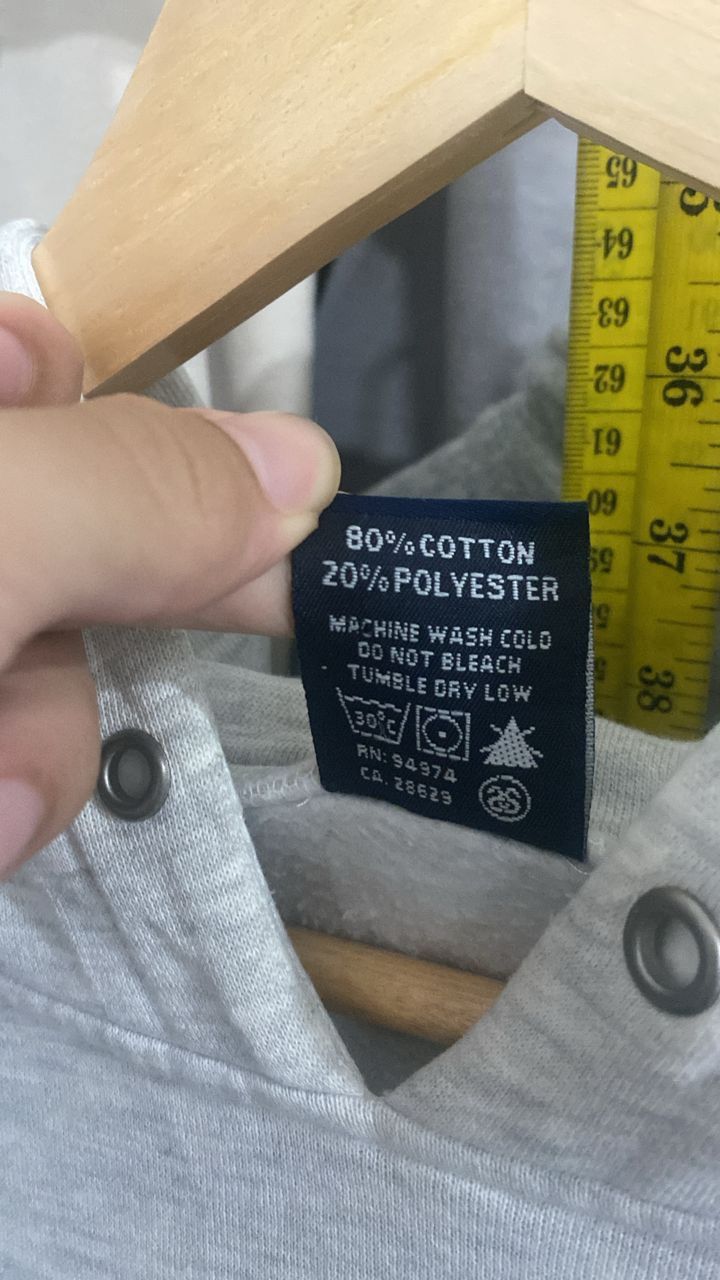 80% COTTON
20% POLYESTER
MACHINE WASH COLD
DO NOT BLEACH
TUMBLE DRY LOW
30°C
RN: 94974
CA. 28629
65
64
63
62
61
60
59
36
37
38